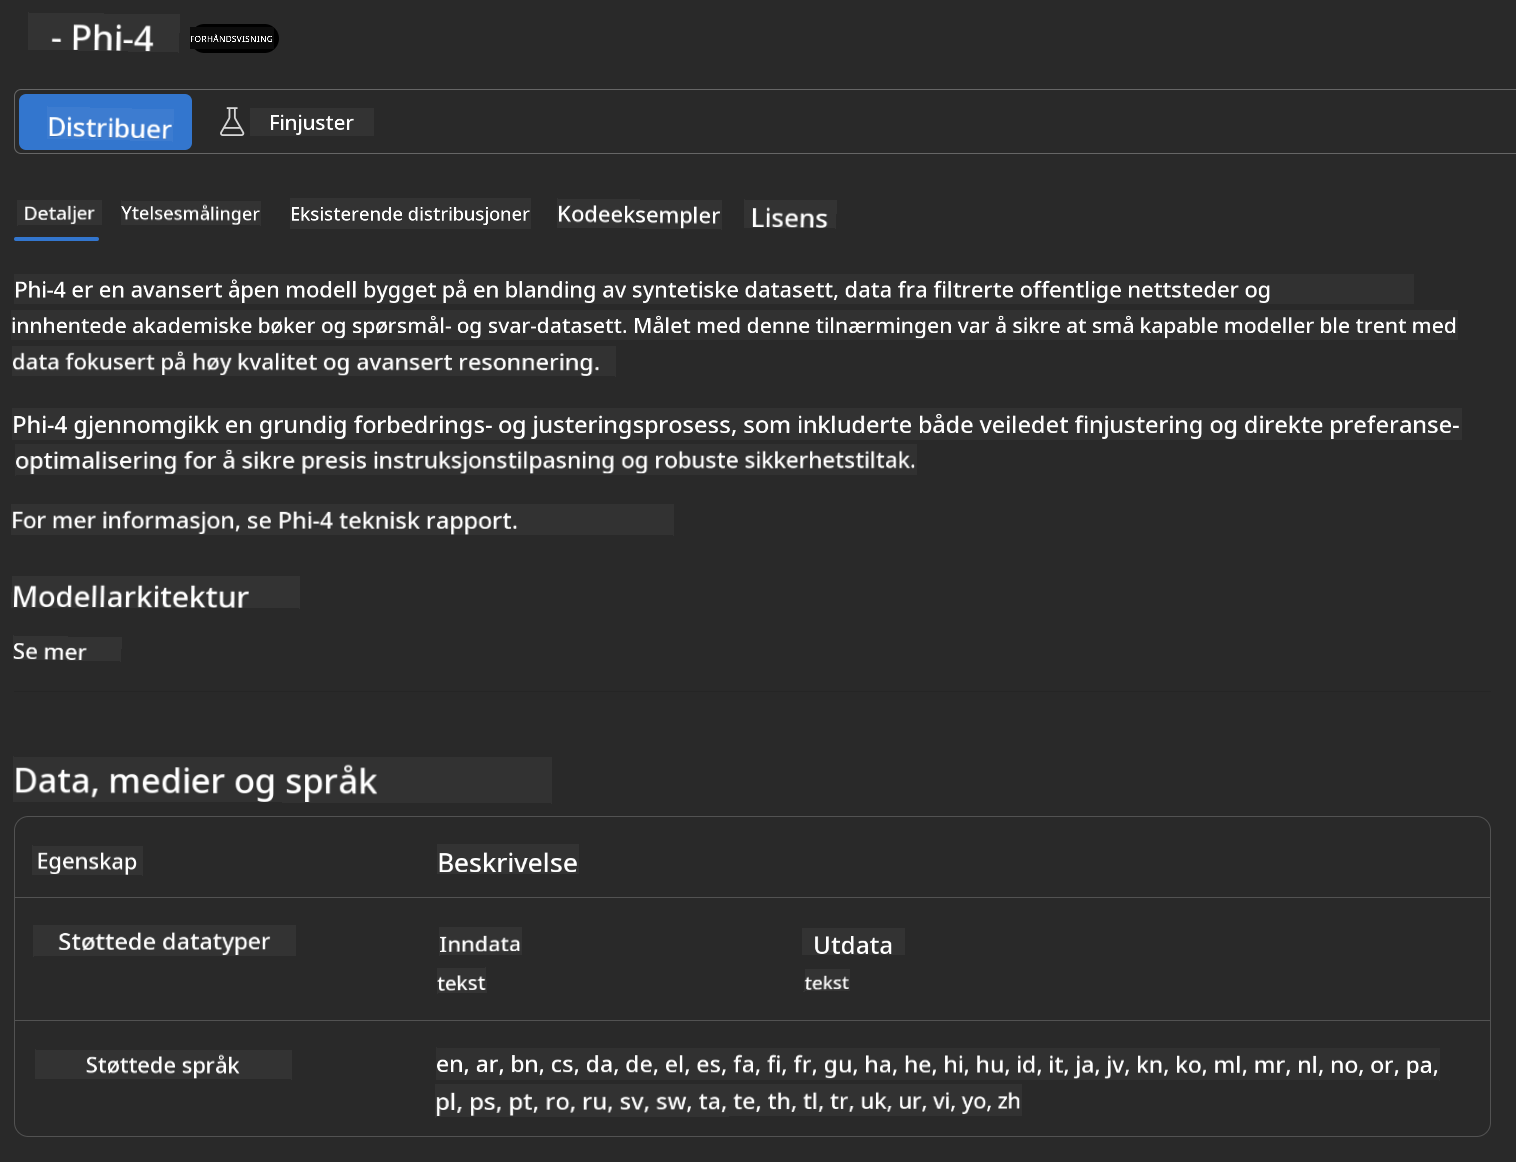 - Phi-4
FORHÅNDSVISNING
Distribuer
Finjuster
Detaljer
Ytelsesmålinger
Eksisterende distribusjoner
Kodeeksempler
Lisens
Phi-4 er en avansert åpen modell bygget på en blanding av syntetiske datasett, data fra filtrerte offentlige nettsteder og
innhentede akademiske bøker og spørsmål- og svar-datasett. Målet med denne tilnærmingen var å sikre at små kapable modeller ble trent med
data fokusert på høy kvalitet og avansert resonnering.
Phi-4 gjennomgikk en grundig forbedrings- og justeringsprosess, som inkluderte både veiledet finjustering og direkte preferanse-
optimalisering for å sikre presis instruksjonstilpasning og robuste sikkerhetstiltak.
For mer informasjon, se Phi-4 teknisk rapport.
Modellarkitektur
Se mer
Data, medier og språk
Egenskap
Beskrivelse
Støttede datatyper
Inndata
Utdata
tekst
tekst
Støttede språk
en, ar, bn, cs, da, de, el, es, fa, fi, fr, gu, ha, he, hi, hu, id, it, ja, jv, kn, ko, ml, mr, nl, no, or, pa,
pl, ps, pt, ro, ru, sv, sw, ta, te, th, tl, tr, uk, ur, vi, yo, zh